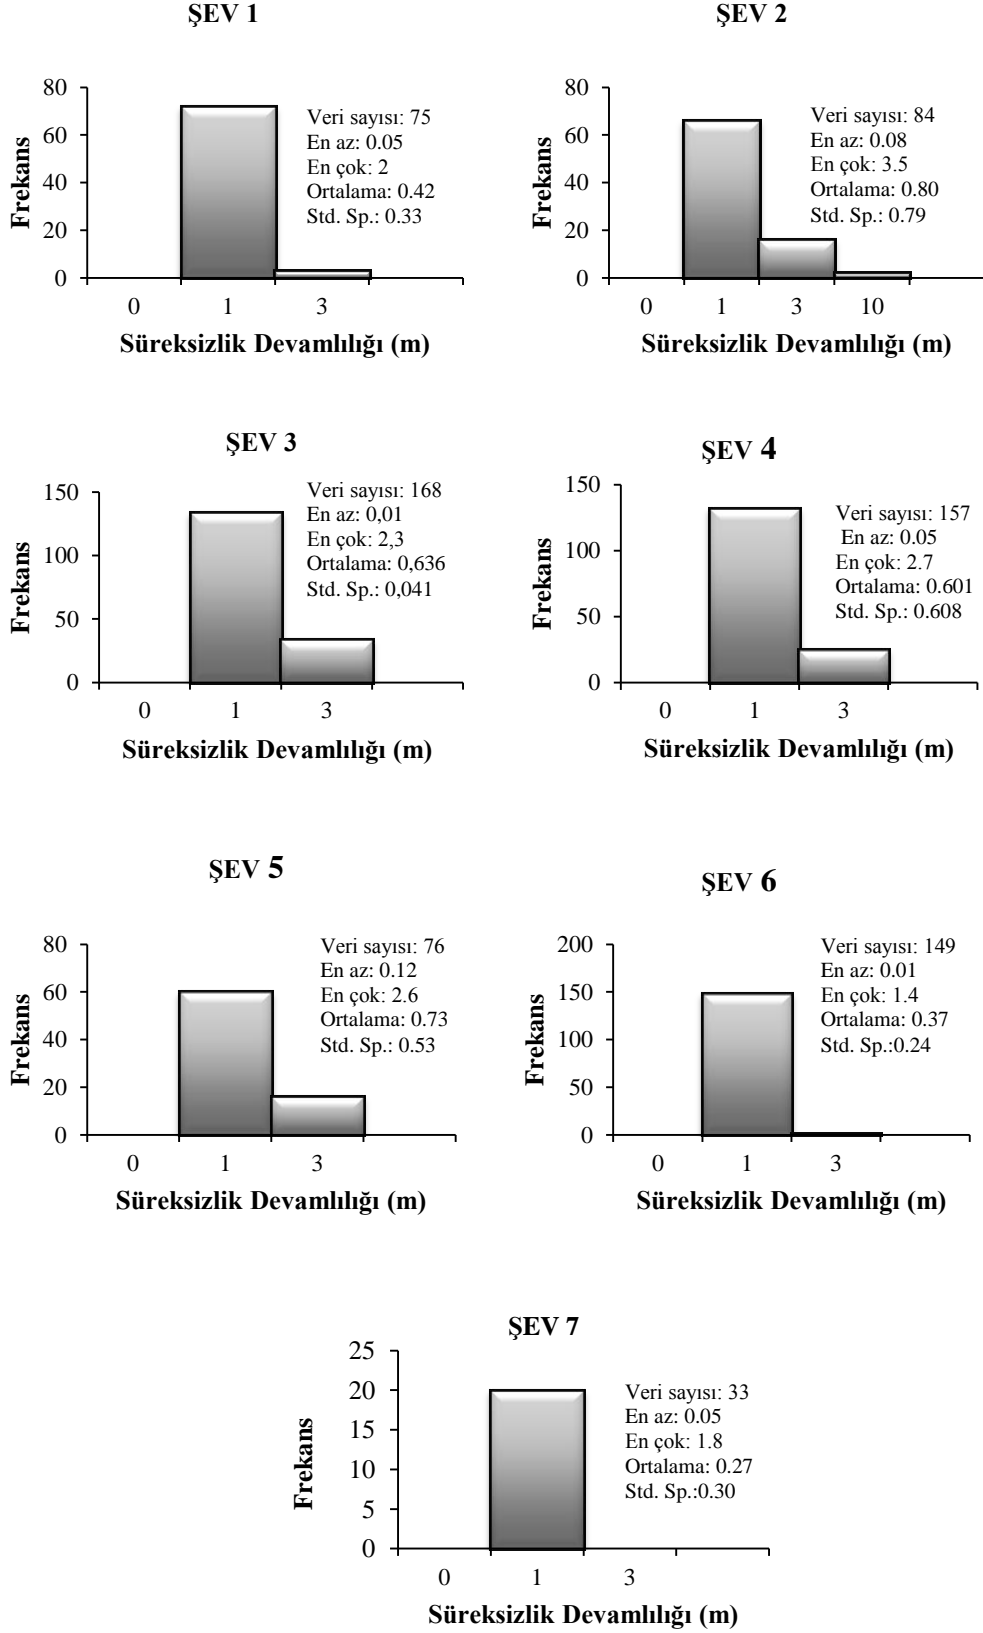 ŞEV 1
80
60
40
20
0
Frekans
Veri sayısı: 75
En az: 0.05
En çok: 2
Ortalama: 0.42
Std. Sp.: 0.33
0 1 3
Süreksizlik Devamlılığı (m)
ŞEV 2
80
60
40
20
0
Frekans
Veri sayısı: 84
En az: 0.08
En çok: 3.5
Ortalama: 0.80
Std. Sp.: 0.79
0 1 3 10
Süreksizlik Devamlılığı (m)
ŞEV 3
150
100
50
0
Frekans
Veri sayısı: 168
En az: 0,01
En çok: 2,3
Ortalama: 0,636
Std. Sp.: 0,041
0 1 3
Süreksizlik Devamlılığı (m)
ŞEV 4
150
100
50
0
Frekans
Veri sayısı: 157
En az: 0.05
En çok: 2.7
Ortalama: 0.601
Std. Sp.: 0.608
0 1 3
Süreksizlik Devamlılığı (m)
ŞEV 5
80
60
40
20
0
Frekans
Veri sayısı: 76
En az: 0.12
En çok: 2.6
Ortalama: 0.73
Std. Sp.: 0.53
0 1 3
Süreksizlik Devamlılığı (m)
ŞEV 6
200
150
100
50
0
Frekans
Veri sayısı: 149
En az: 0.01
En çok: 1.4
Ortalama: 0.37
Std. Sp.:0.24
0 1 3
Süreksizlik Devamlılığı (m)
ŞEV 7
25
20
15
10
5
0
Frekans
Veri sayısı: 33
En az: 0.05
En çok: 1.8
Ortalama: 0.27
Std. Sp.:0.30
0 1 3
Süreksizlik Devamlılığı (m)